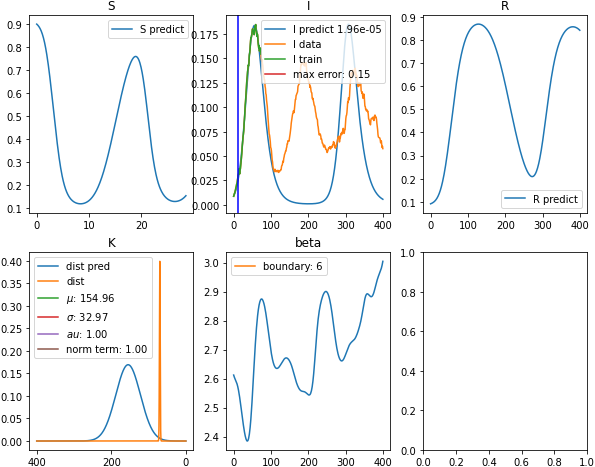 S
S predict
0.9
0.8
0.7
0.6
0.5
0.4
0.3
0.2
0.1
0
20
I
I predict 1.96e-05
I data
I train
max error: 0.15
0.175
0.150
0.125
0.100
0.075
0.050
0.025
0.000
0 100 200 300 400
R
R predict
0.9
0.8
0.7
0.6
0.5
0.4
0.3
0.2
0.1
0 100 200 300 400
K
dist pred
dist
μ: 154.96
σ: 32.97
au: 1.00
norm term: 1.00
0.40
0.35
0.30
0.25
0.20
0.15
0.10
0.05
0.00
400 200 0
beta
boundary: 6
3.0
2.9
2.8
2.7
2.6
2.5
2.4
0 100 200 300 400
1.0
0.8
0.6
0.4
0.2
0.0
0.0 0.2 0.4 0.6 0.8 1.0